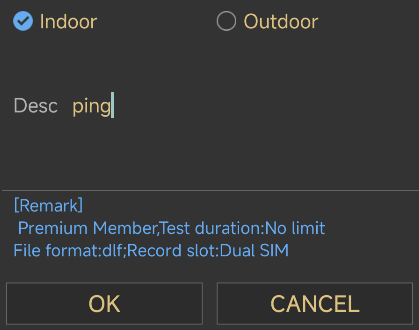 Indoor Outdoor
Desc ping
[Remark]
Premium Member,Test duration:No limit
File format:dlf;Record slot:Dual SIM
OK CANCEL